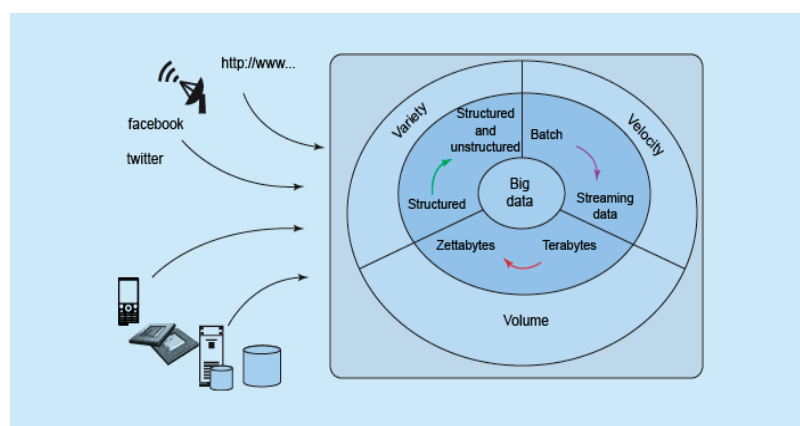 http://www...
facebook
twitter
Variety
Velocity
Structured
and
unstructured
Batch
Big
data
Structured
Streaming
data
Zettabytes
Terabytes
Volume